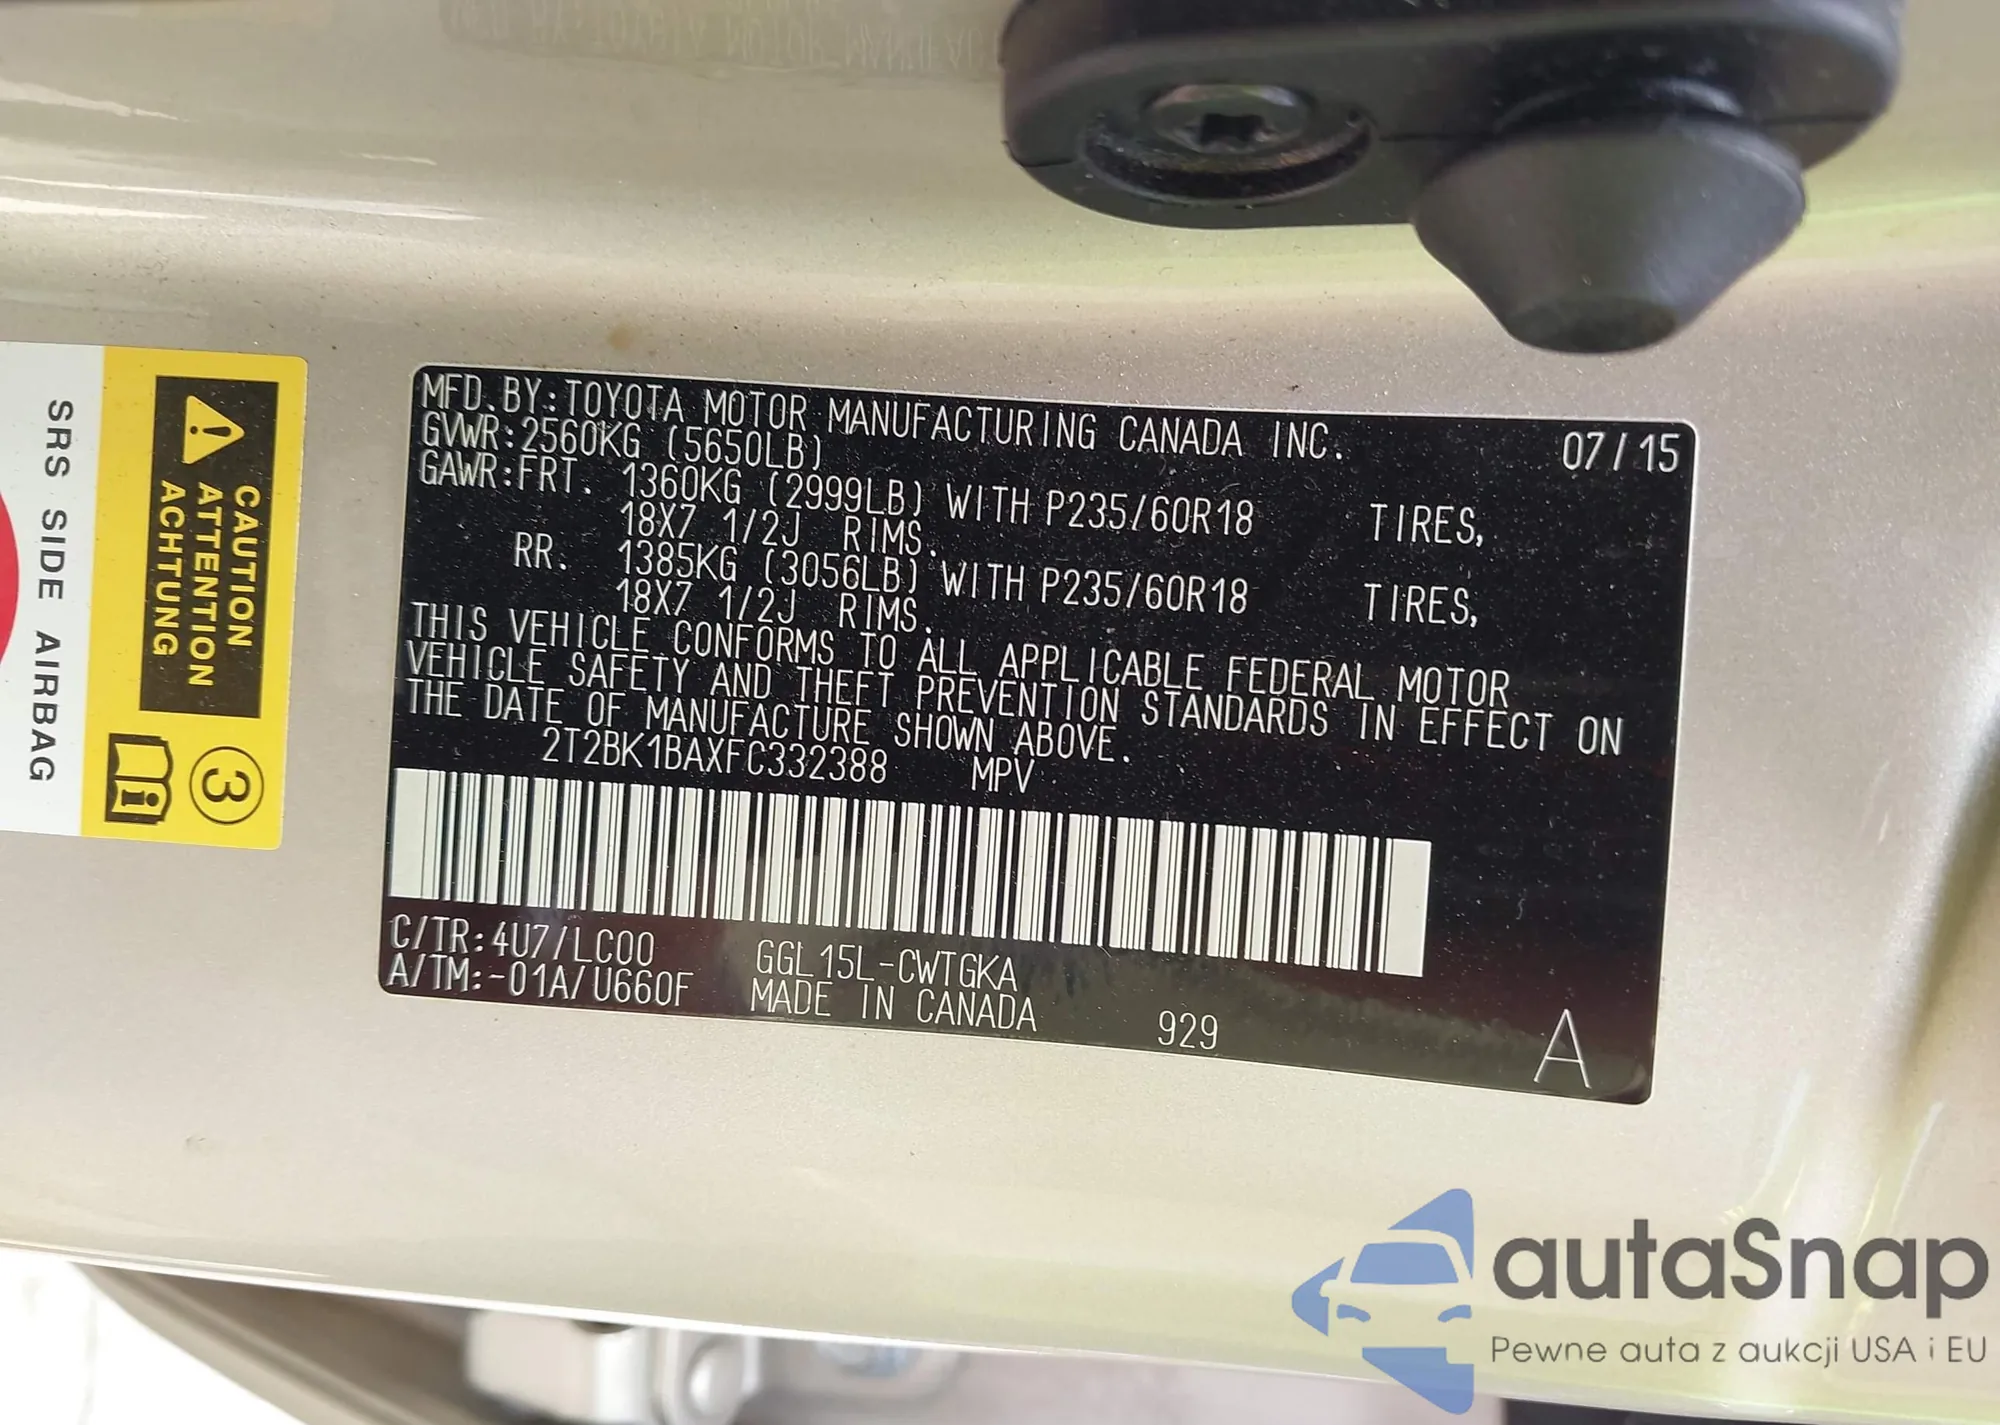 MFD.BY:TOYOTA MOTOR MANUFACTURING CANADA INC. 07/15
GVWR:2560KG (5650LB)
GAWR:FRT. 1360KG (2999LB) WITH P235/60R18 TIRES,
18X7 1/2J RIMS.
RR. 1385KG (3056LB) WITH P235/60R18 TIRES,
18X7 1/2J RIMS.
THIS VEHICLE CONFORMS TO ALL APPLICABLE FEDERAL MOTOR
VEHICLE SAFETY AND THEFT PREVENTION STANDARDS IN EFFECT ON
THE DATE OF MANUFACTURE SHOWN ABOVE.
2T2BK1BAXFC332388 MPV
C/TR:4U7/LC00 GGL15L-CWTGKA
A/TM:-01A/U660F MADE IN CANADA 929 A
CAUTION
ATTENTION
ACHTUNG
3
SRS SIDE AIRBAG
autaSnap
Pewne auta z aukcji USA i EU